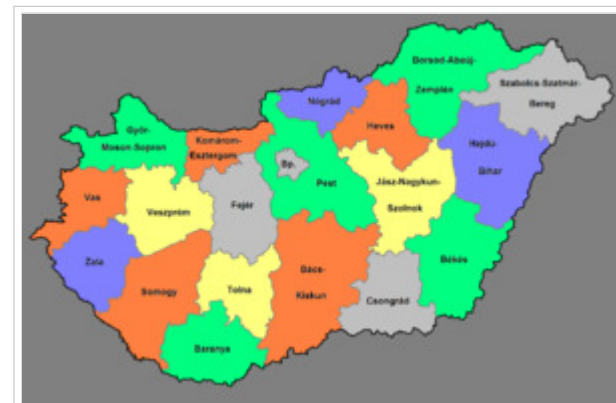 Borsod-Abaúj-
Zemplén
Szabolcs-Szatmár-
Bereg
Nógrád
Heves
Hajdú-
Bihar
Győr-
Moson-Sopron
Komárom-
Esztergom
Bp.
Pest
Jász-Nagykun-
Szolnok
Vas
Veszprém
Fejér
Békés
Zala
Somogy
Tolna
Bács-
Kiskun
Csongrád
Baranya